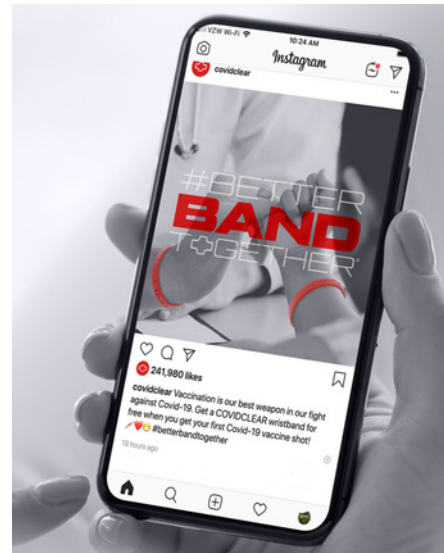 VZW Wi-Fi 10:24 AM
Instagram
covidclear
#BETTER
BAND
TOGETHER
241,980 likes
covidclear Vaccination is our best weapon in our fight
against Covid-19. Get a COVIDCLEAR wristband for
free when you get your first Covid-19 vaccine shot!
#betterbandtogether
19 hours ago